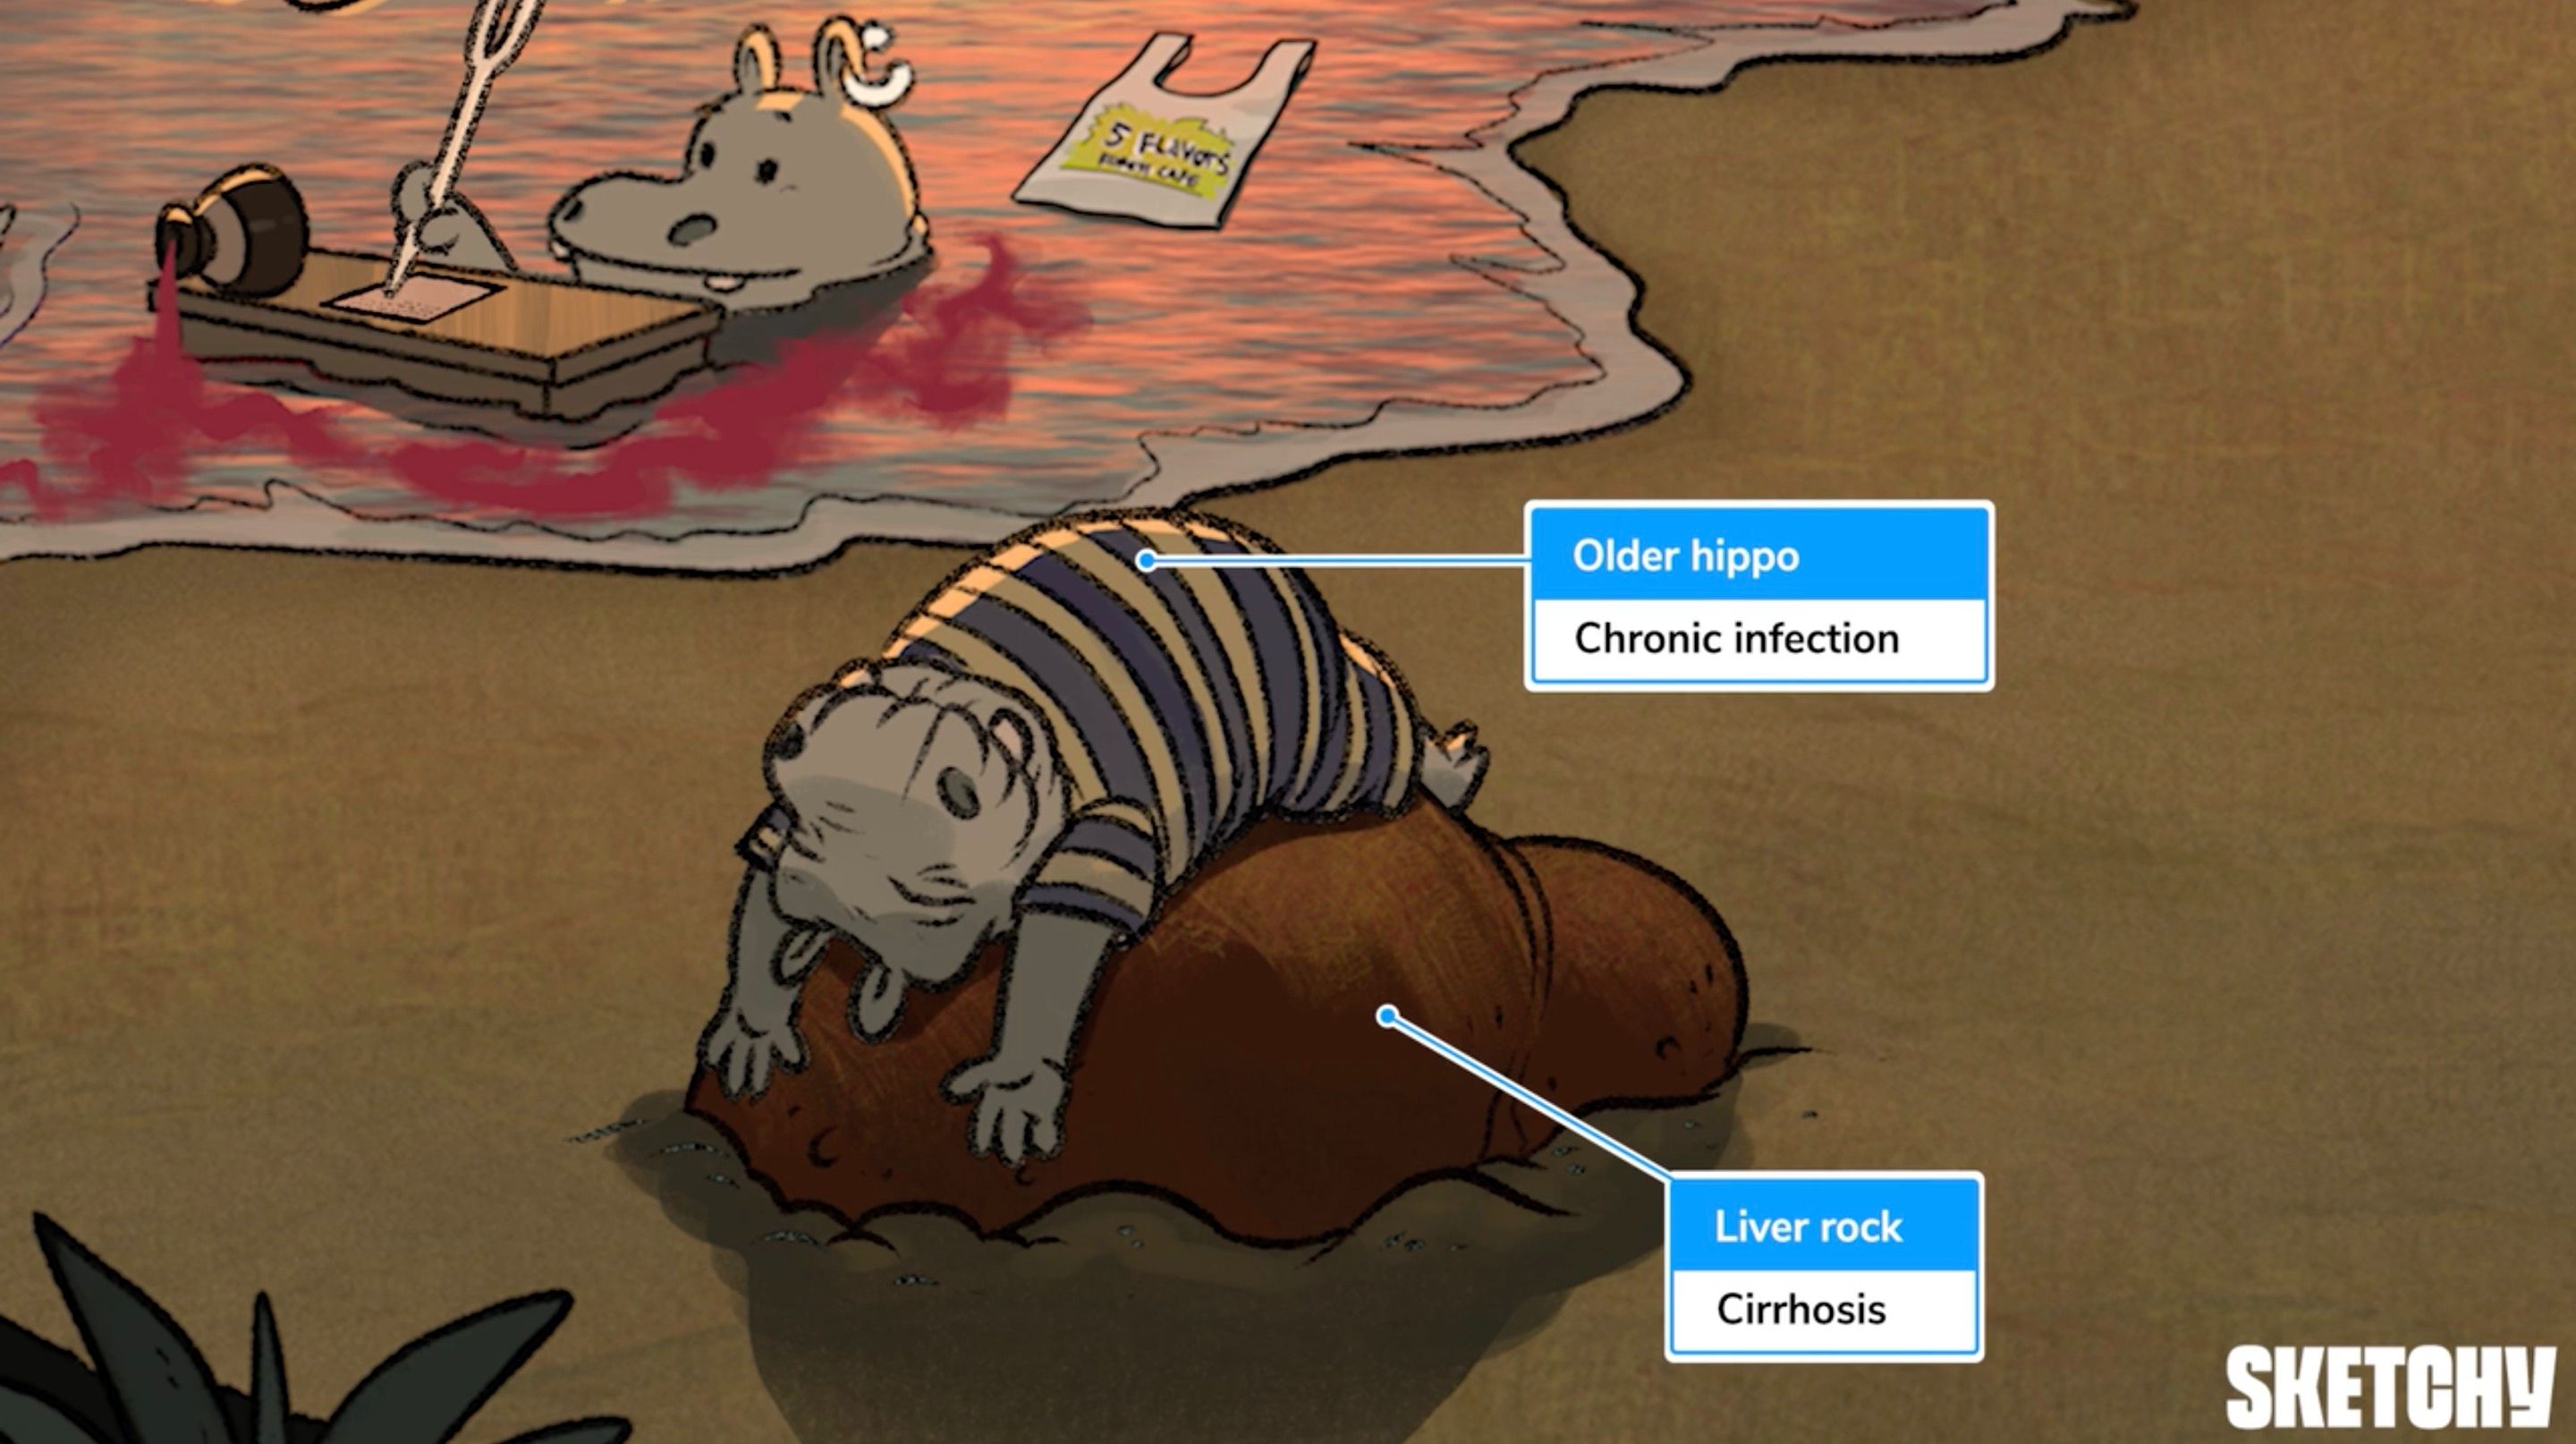 5 FLAVORS
Older hippo
Chronic infection
Liver rock
Cirrhosis
SKETCHY